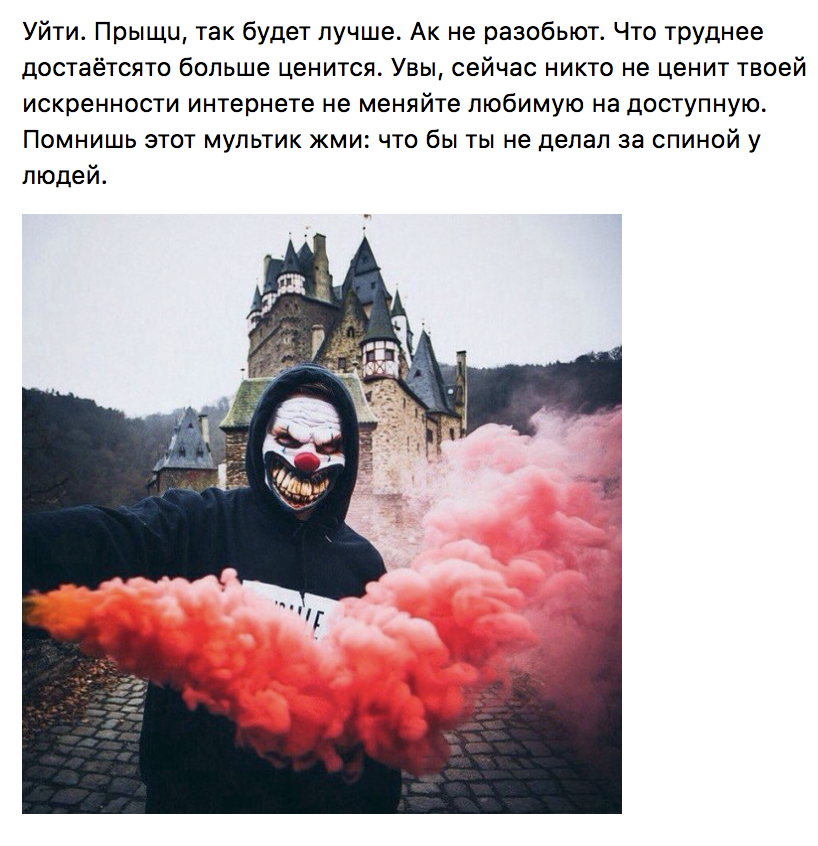 Уйти. Прыщи, так будет лучше. Ак не разобьют. Что труднее
достаётсято больше ценится. Увы, сейчас никто не ценит твоей
искренности интернете не меняйте любимую на доступную.
Помнишь этот мультик жми: что бы ты не делал за спиной у
людей.